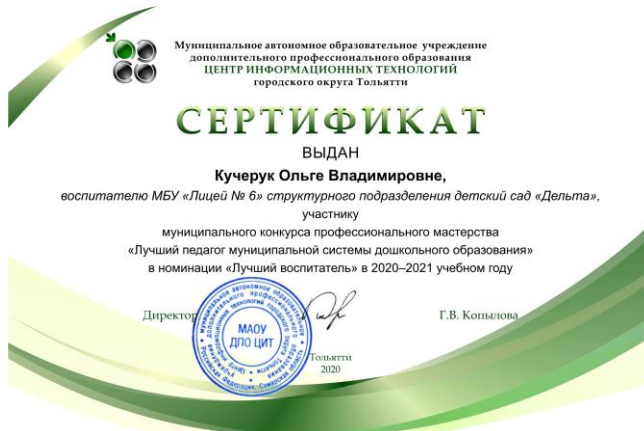 Муниципальное автономное образовательное учреждение
дополнительного профессионального образования
ЦЕНТР ИНФОРМАЦИОННЫХ ТЕХНОЛОГИЙ
городского округа Тольятти
СЕРТИФИКАТ
ВЫДАН
Кучерук Ольге Владимировне,
воспитателю МБУ «Лицей № 6» структурного подразделения детский сад «Дельта»,
участнику
муниципального конкурса профессионального мастерства
«Лучший педагог муниципальной системы дошкольного образования»
в номинации «Лучший воспитатель» в 2020–2021 учебном году
Директор
Г.В. Копылова
МАОУ
ДПО ЦИТ
Тольятти
2020